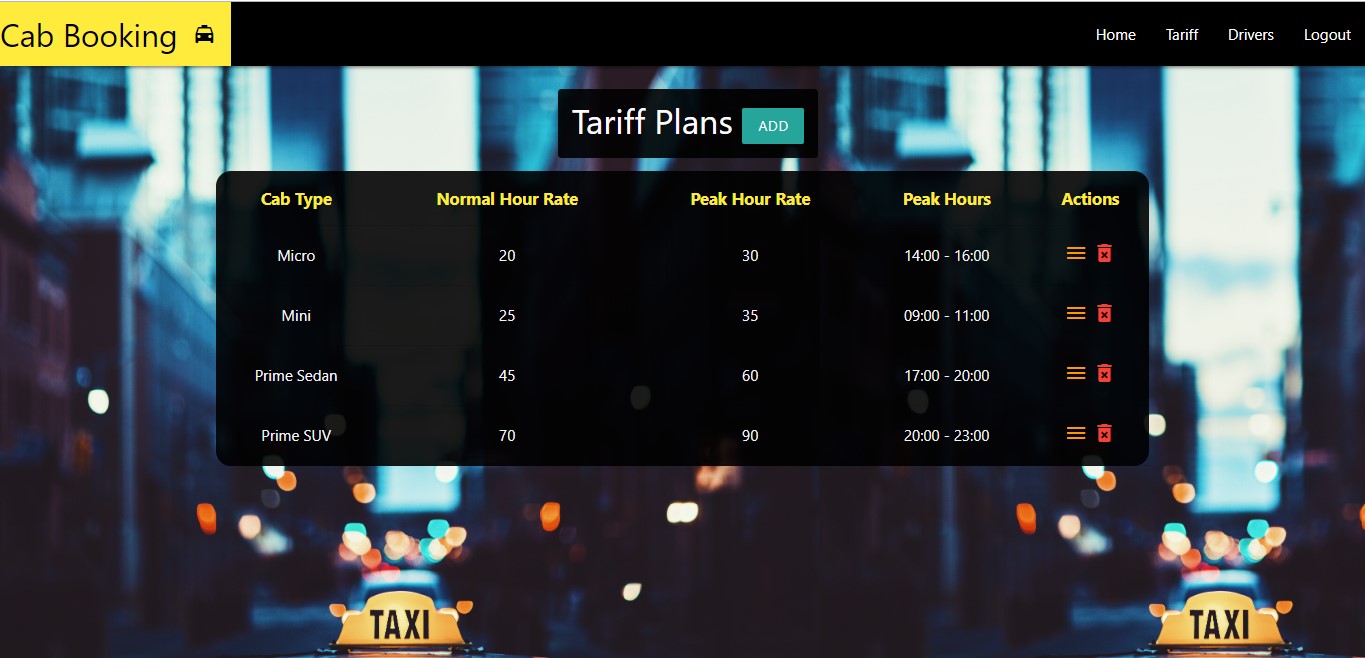 Cab Booking
Home Tariff Drivers Logout
Tariff Plans ADD
Cab Type Normal Hour Rate Peak Hour Rate Peak Hours Actions
Micro 20 30 14:00 - 16:00
Mini 25 35 09:00 - 11:00
Prime Sedan 45 60 17:00 - 20:00
Prime SUV 70 90 20:00 - 23:00
TAXI TAXI